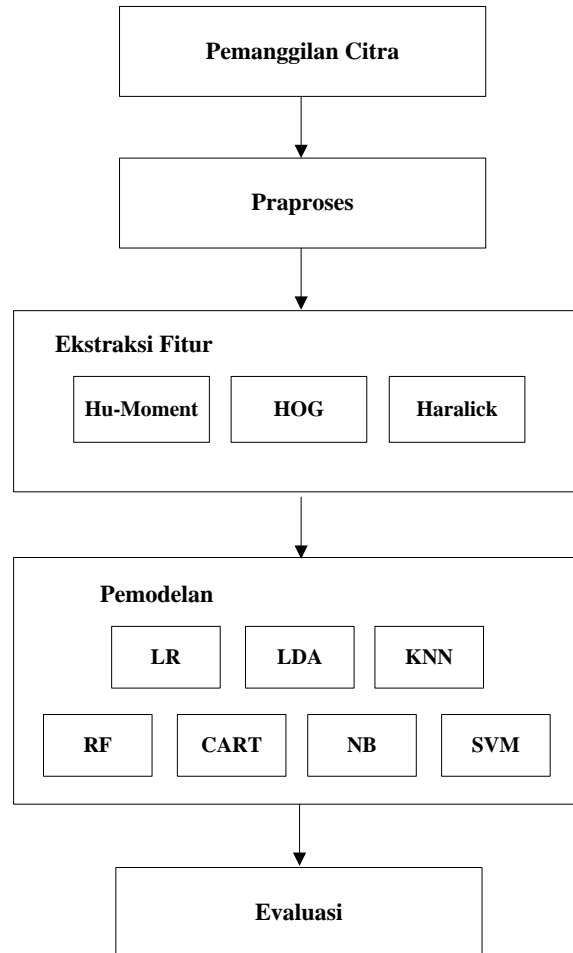 Pemanggilan Citra
Praproses
Ekstraksi Fitur
Hu-Moment
HOG
Haralick
Pemodelan
LR
LDA
KNN
RF
CART
NB
SVM
Evaluasi